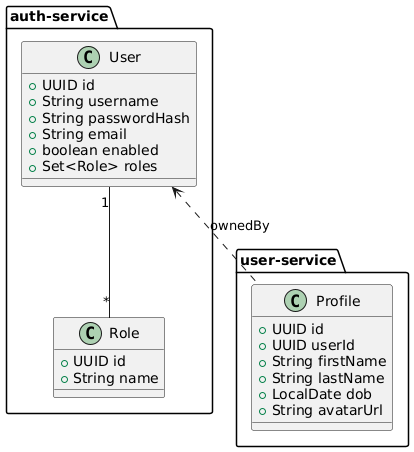 auth-service
C User
UUID id
String username
String passwordHash
String email
boolean enabled
Set<Role> roles
1
ownedBy
*
user-service
C Role
UUID id
String name
C Profile
UUID id
UUID userId
String firstName
String lastName
LocalDate dob
String avatarUrl